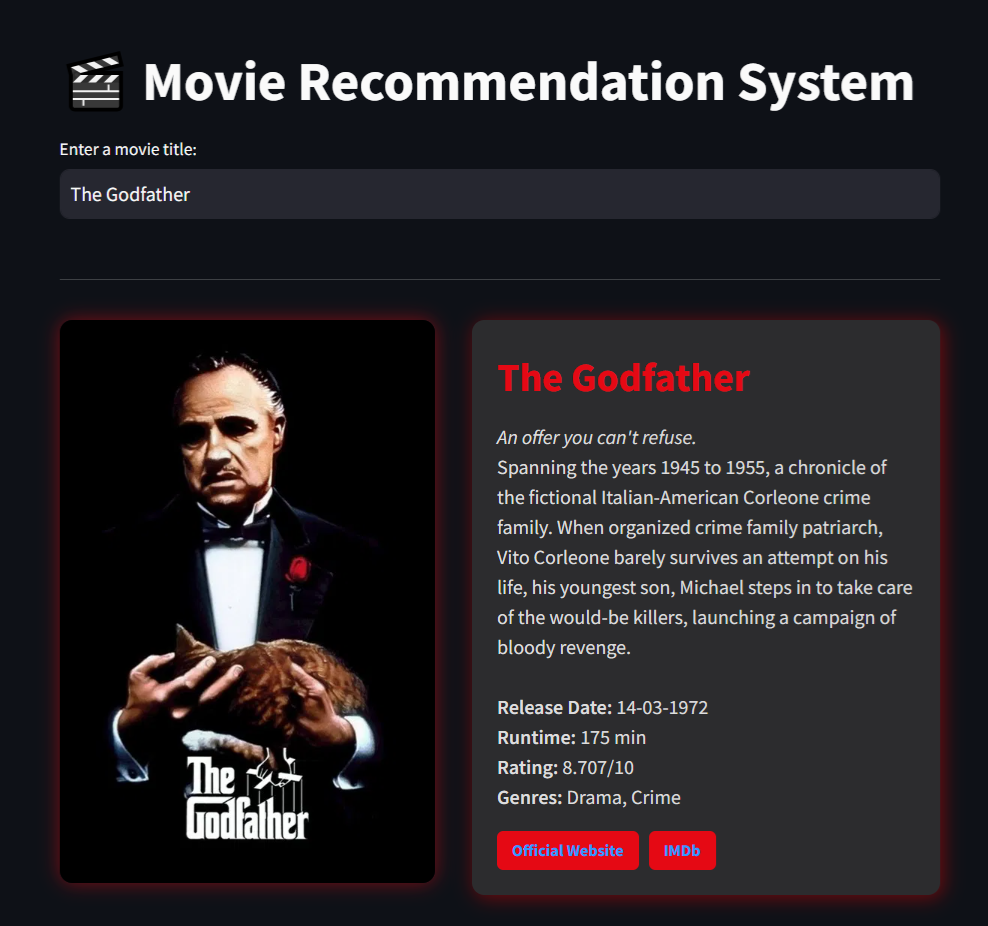 Movie Recommendation System
Enter a movie title:
The Godfather
The
Godfather
The Godfather
An offer you can't refuse.
Spanning the years 1945 to 1955, a chronicle of
the fictional Italian-American Corleone crime
family. When organized crime family patriarch,
Vito Corleone barely survives an attempt on his
life, his youngest son, Michael steps in to take care
of the would-be killers, launching a campaign of
bloody revenge.
Release Date: 14-03-1972
Runtime: 175 min
Rating: 8.707/10
Genres: Drama, Crime
Official Website IMDb